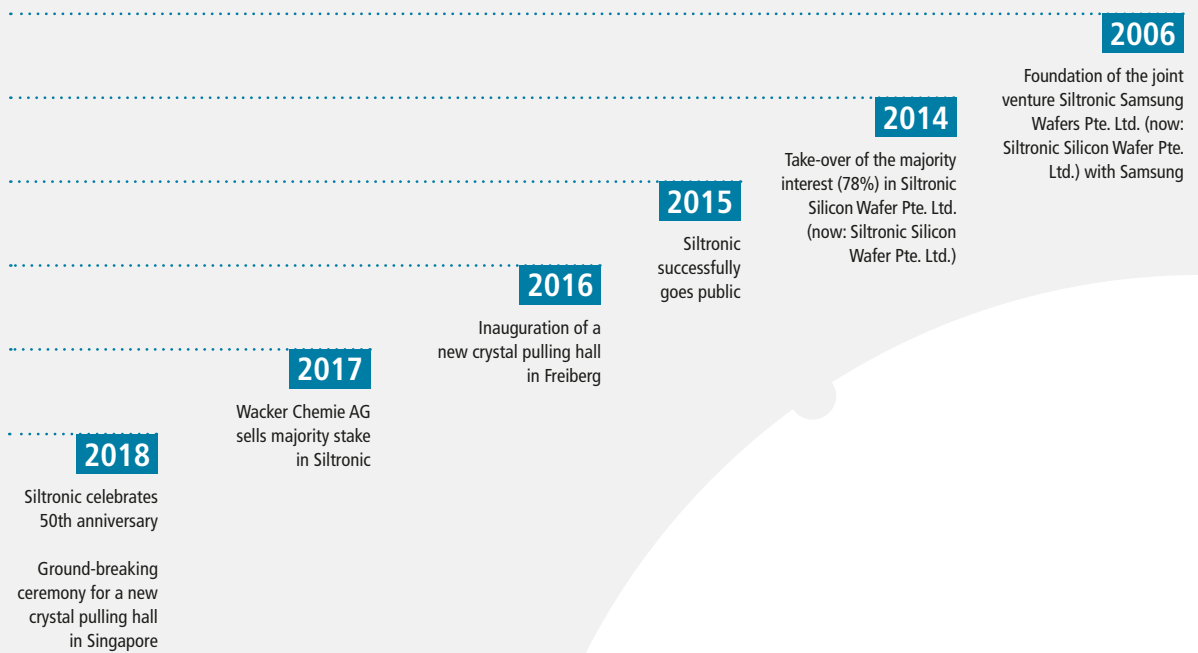 2006
Foundation of the joint
venture Siltronic Samsung
Wafers Pte. Ltd. (now:
Siltronic Silicon Wafer Pte.
Ltd.) with Samsung
2014
Take-over of the majority
interest (78%) in Siltronic
Silicon Wafer Pte. Ltd.
(now: Siltronic Silicon
Wafer Pte. Ltd.)
2015
Siltronic
successfully
goes public
2016
Inauguration of a
new crystal pulling hall
in Freiberg
2017
Wacker Chemie AG
sells majority stake
in Siltronic
2018
Siltronic celebrates
50th anniversary
Ground-breaking
ceremony for a new
crystal pulling hall
in Singapore